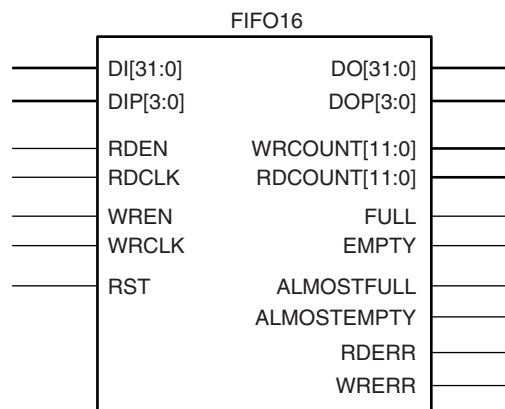 FIFO16
DI[31:0] DO[31:0]
DIP[3:0] DOP[3:0]
RDEN WRCOUNT[11:0]
RDCLK RDCOUNT[11:0]
WREN FULL
WRCLK EMPTY
RST ALMOSTFULL
ALMOSTEMPTY
RDERR
WRERR